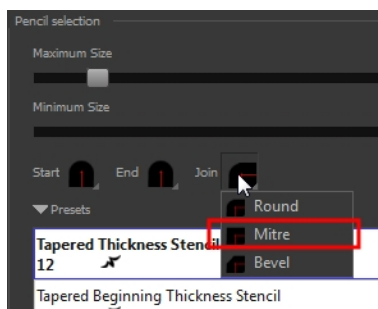 Pencil selection
Maximum Size
Minimum Size
Start End Join
Round
Presets
Mitre
Tapered Thickness Stencil
12
Bevel
Tapered Beginning Thickness Stencil